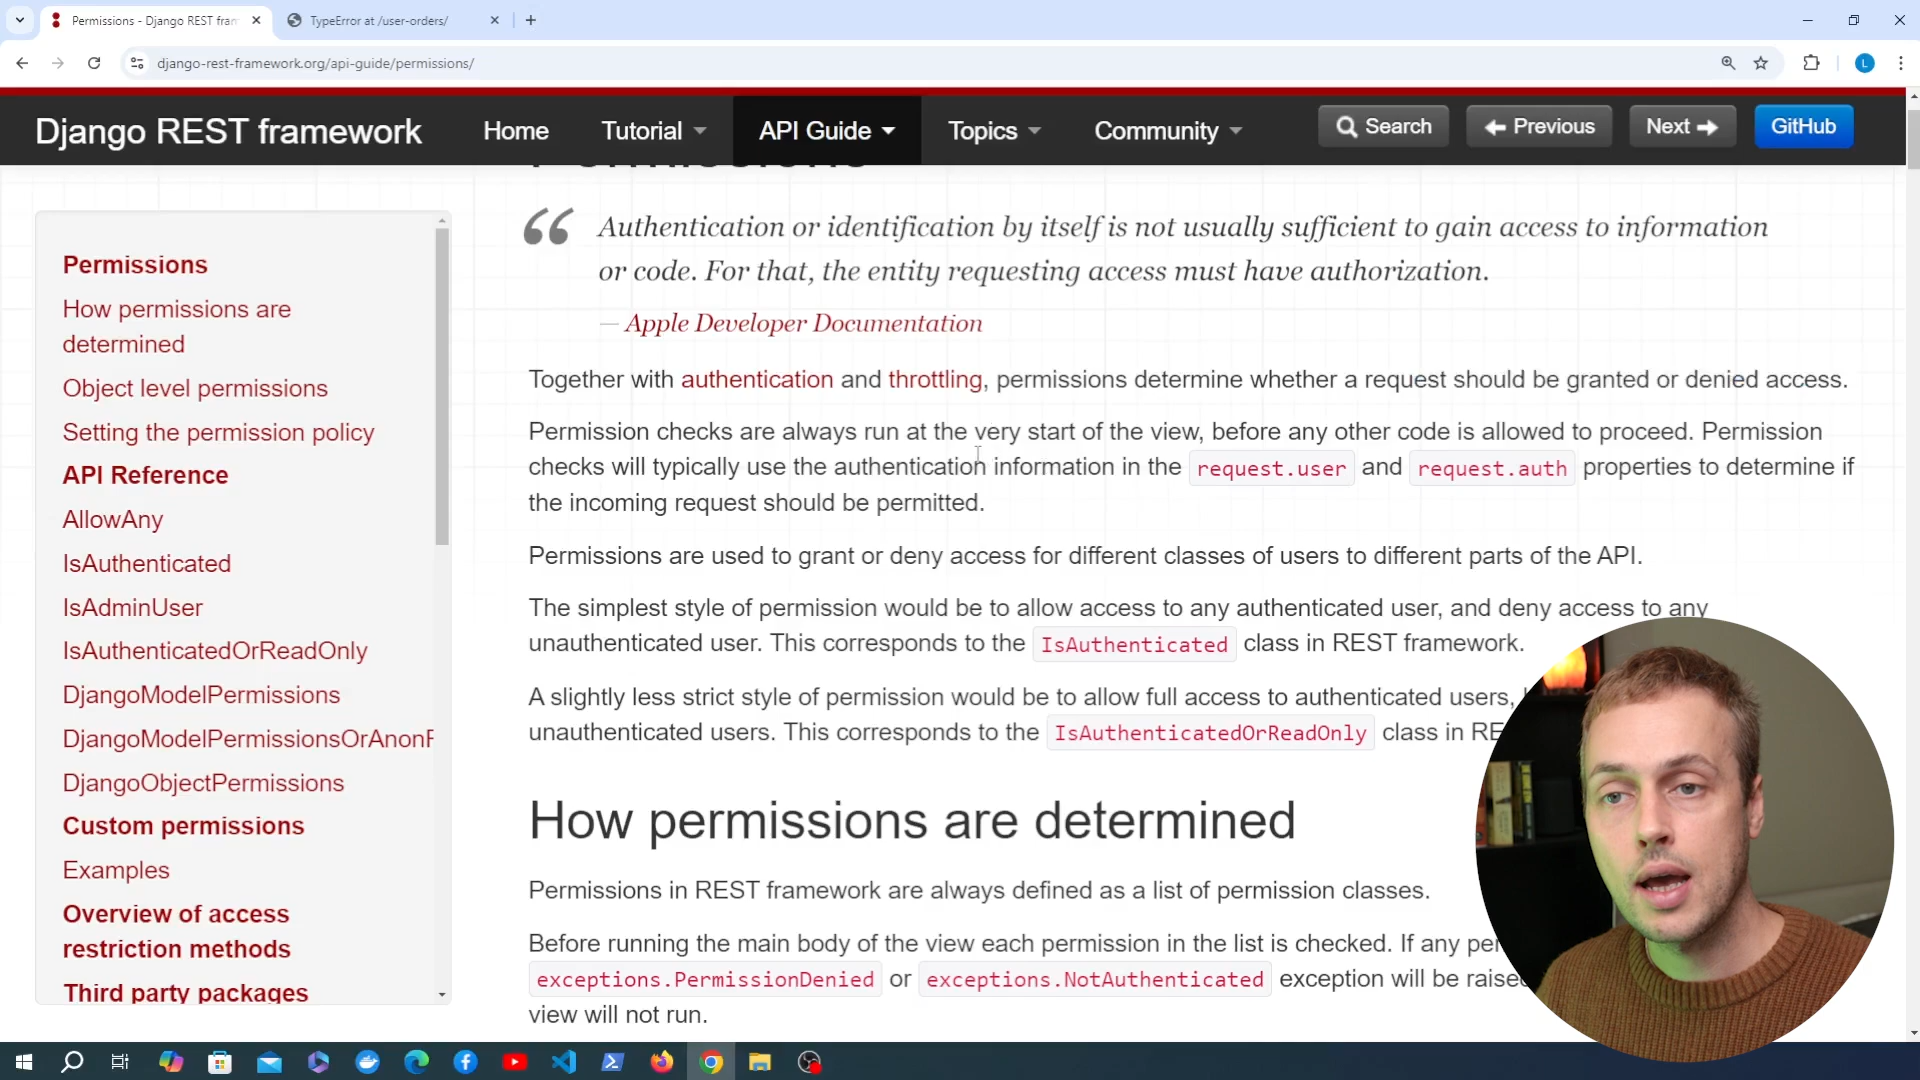 Permissions - Django REST fram
TypeError at /user-orders/
django-rest-framework.org/api-guide/permissions/
L
Django REST framework
Home
Tutorial
API Guide
Topics
Community
Search
Previous
Next
GitHub
Permissions
Permissions
How permissions are
determined
Object level permissions
Setting the permission policy
API Reference
AllowAny
IsAuthenticated
IsAdminUser
IsAuthenticatedOrReadOnly
DjangoModelPermissions
DjangoModelPermissionsOrAnonR
DjangoObjectPermissions
Custom permissions
Examples
Overview of access
restriction methods
Third party packages
“ Authentication or identification by itself is not usually sufficient to gain access to information
or code. For that, the entity requesting access must have authorization.
— Apple Developer Documentation
Together with authentication and throttling, permissions determine whether a request should be granted or denied access.
Permission checks are always run at the very start of the view, before any other code is allowed to proceed. Permission
checks will typically use the authentication information in the request.user and request.auth properties to determine if
the incoming request should be permitted.
Permissions are used to grant or deny access for different classes of users to different parts of the API.
The simplest style of permission would be to allow access to any authenticated user, and deny access to any
unauthenticated user. This corresponds to the IsAuthenticated class in REST framework.
A slightly less strict style of permission would be to allow full access to authenticated users,
unauthenticated users. This corresponds to the IsAuthenticatedOrReadOnly class in RE
How permissions are determined
Permissions in REST framework are always defined as a list of permission classes.
Before running the main body of the view each permission in the list is checked. If any per
exceptions.PermissionDenied or exceptions.NotAuthenticated exception will be raised
view will not run.